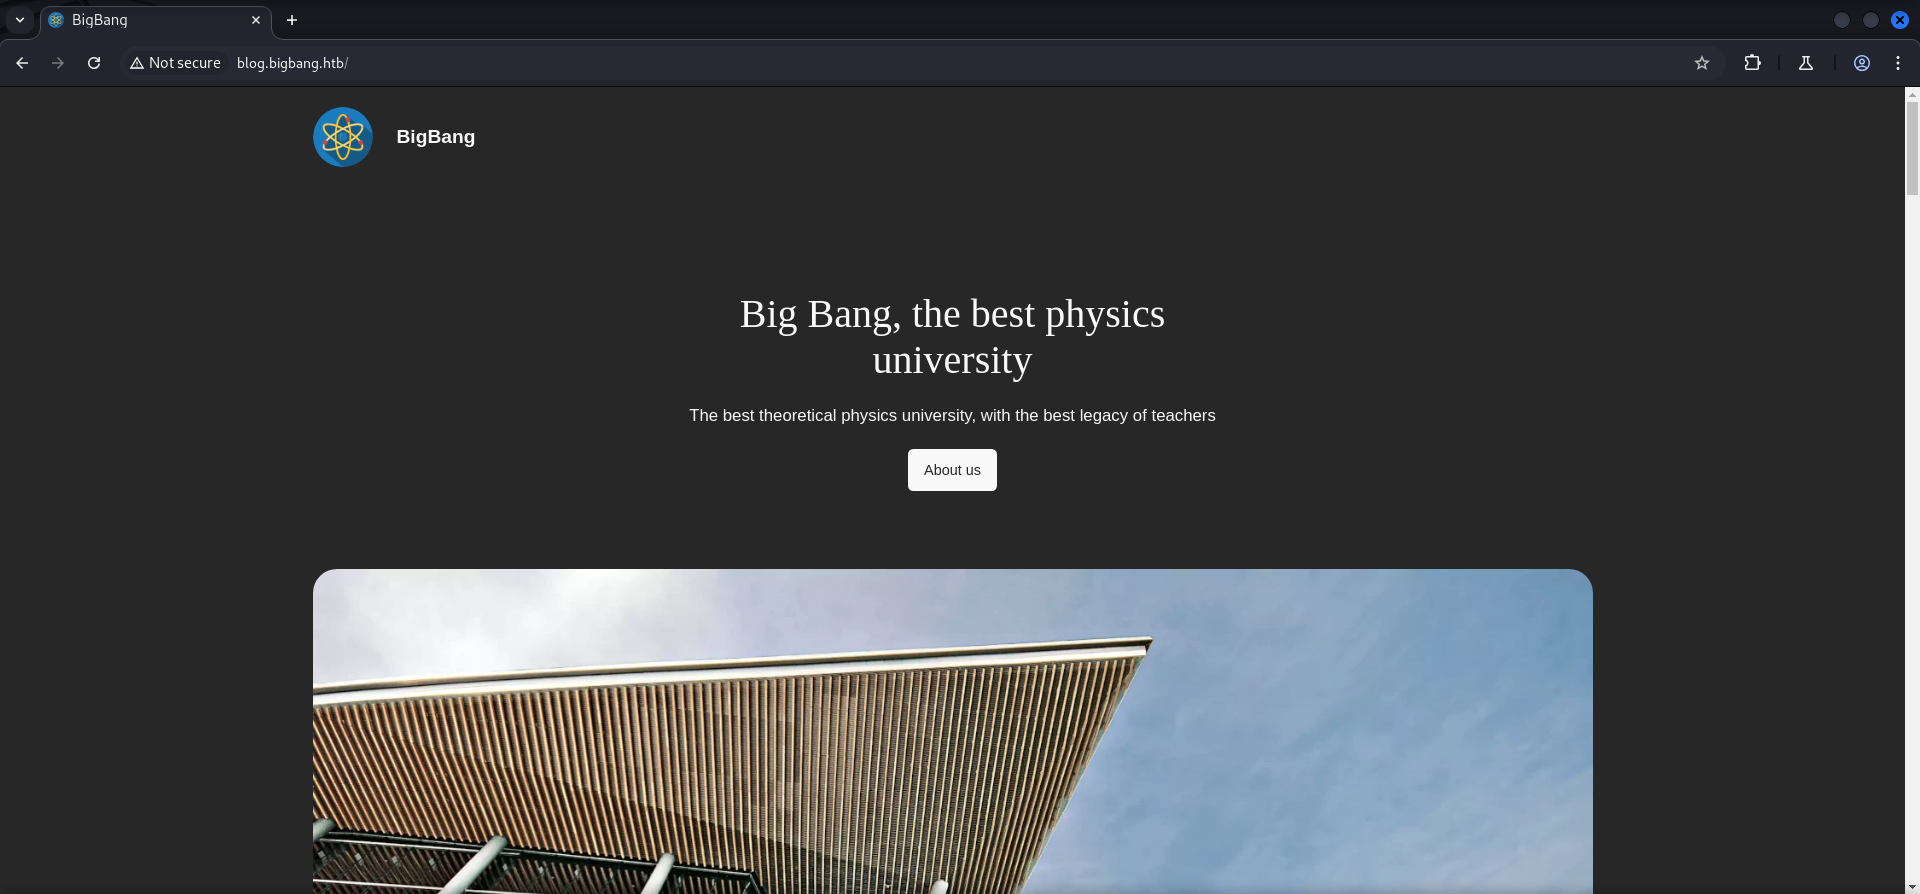 BigBang
Not secure
blog.bigbang.htb/
BigBang
Big Bang, the best physics
university
The best theoretical physics university, with the best legacy of teachers
About us